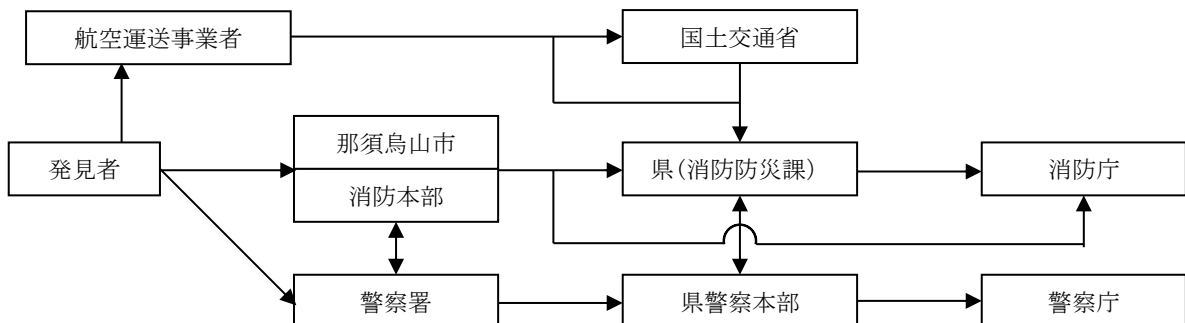 航空運送事業者
国土交通省
発見者
那須烏山市
消防本部
県(消防防災課)
消防庁
警察署
県警察本部
警察庁